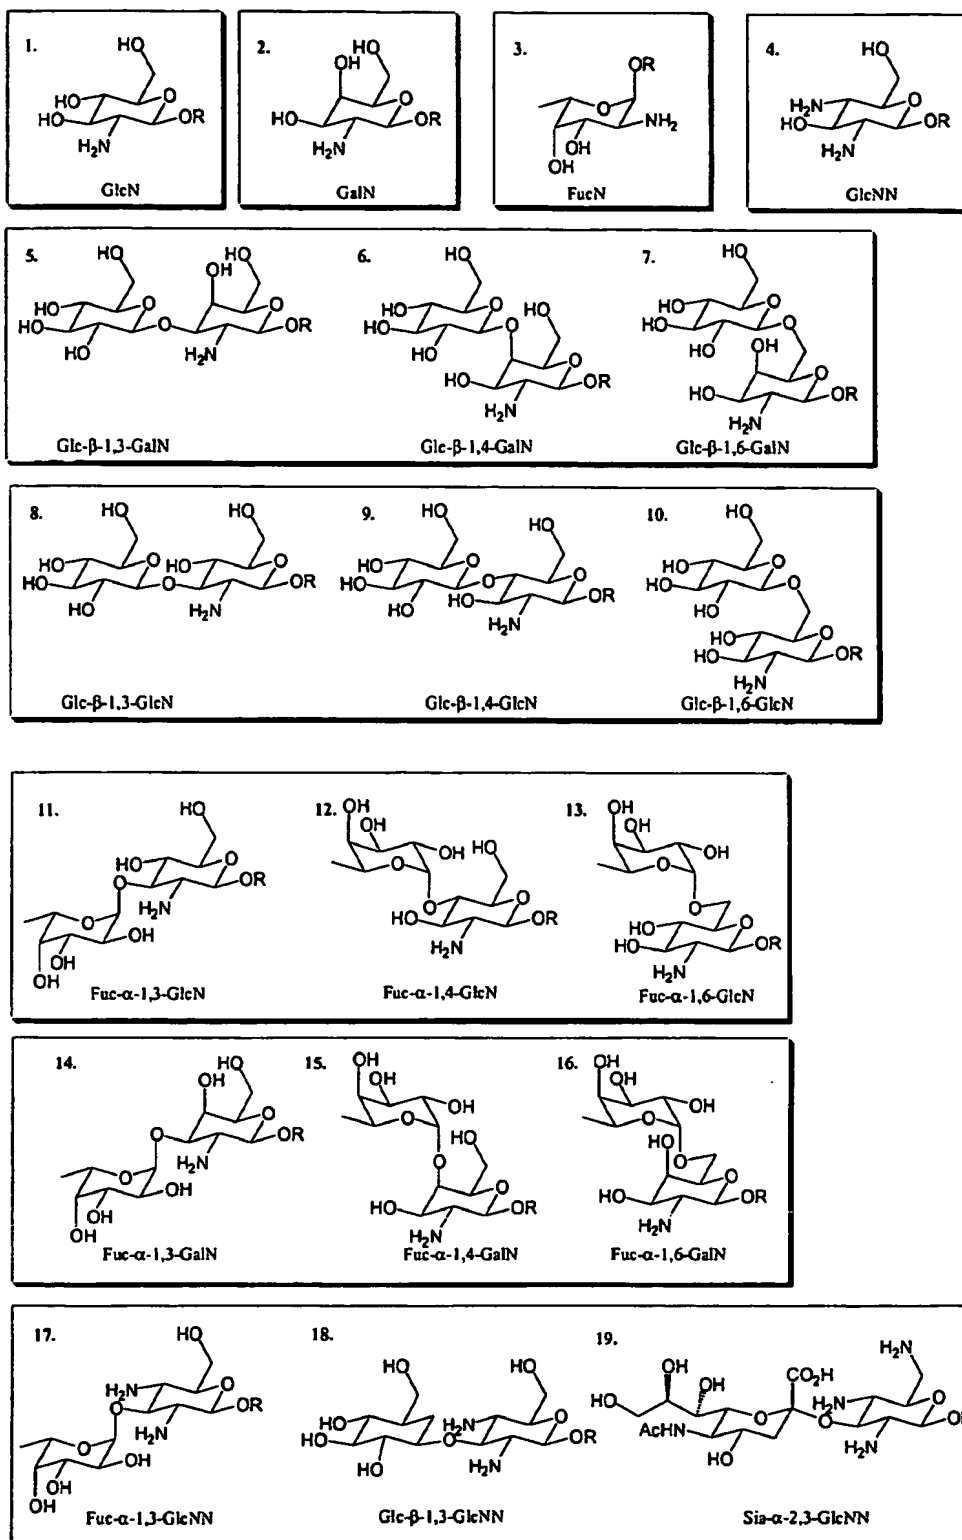 1.
HO
HO
HO
O
OR
H₂N
GlcN
2.
HO
OH
O
HO
OR
H₂N
GalN
3.
OR
O
NH₂
OH
OH
FucN
4.
HO
H₂N
HO
O
OR
H₂N
GlcNN
5.
HO
HO
OH
HO
O
O
HO
O
OR
HO
H₂N
Glc-β-1,3-GalN
6.
HO
HO
O
HO
HO
O
HO
O
HO
OR
H₂N
Glc-β-1,4-GalN
7.
HO
HO
O
HO
O
HO
OH
O
HO
OR
H₂N
Glc-β-1,6-GalN
8.
HO
HO
HO
O
HO
O
HO
O
OR
HO
H₂N
Glc-β-1,3-GlcN
9.
HO
HO
HO
O
HO
O
O
HO
HO
OR
H₂N
Glc-β-1,4-GlcN
10.
HO
HO
O
HO
O
HO
HO
O
HO
OR
H₂N
Glc-β-1,6-GlcN
11.
HO
HO
O
O
OR
H₂N
O
OH
OH
OH
Fuc-α-1,3-GlcN
12.
OH
OH
OH
HO
O
O
O
HO
OR
H₂N
Fuc-α-1,4-GlcN
13.
OH
OH
OH
O
O
HO
O
HO
OR
H₂N
Fuc-α-1,6-GlcN
14.
HO
OH
O
O
OR
H₂N
O
OH
OH
OH
Fuc-α-1,3-GalN
15.
OH
OH
OH
O
HO
O
O
HO
OR
H₂N
Fuc-α-1,4-GalN
16.
OH
OH
OH
O
HO
O
O
HO
OR
H₂N
Fuc-α-1,6-GalN
17.
HO
H₂N
O
O
OR
H₂N
O
OH
OH
OH
Fuc-α-1,3-GlcNN
18.
HO
HO
HO
H₂N
O
HO
O
OR
HO
H₂N
Glc-β-1,3-GlcNN
19.
H₂N
OH
OH
CO₂H
HO
O
H₂N
O
AcHN
O
HO
H₂N
Sia-α-2,3-GlcNN